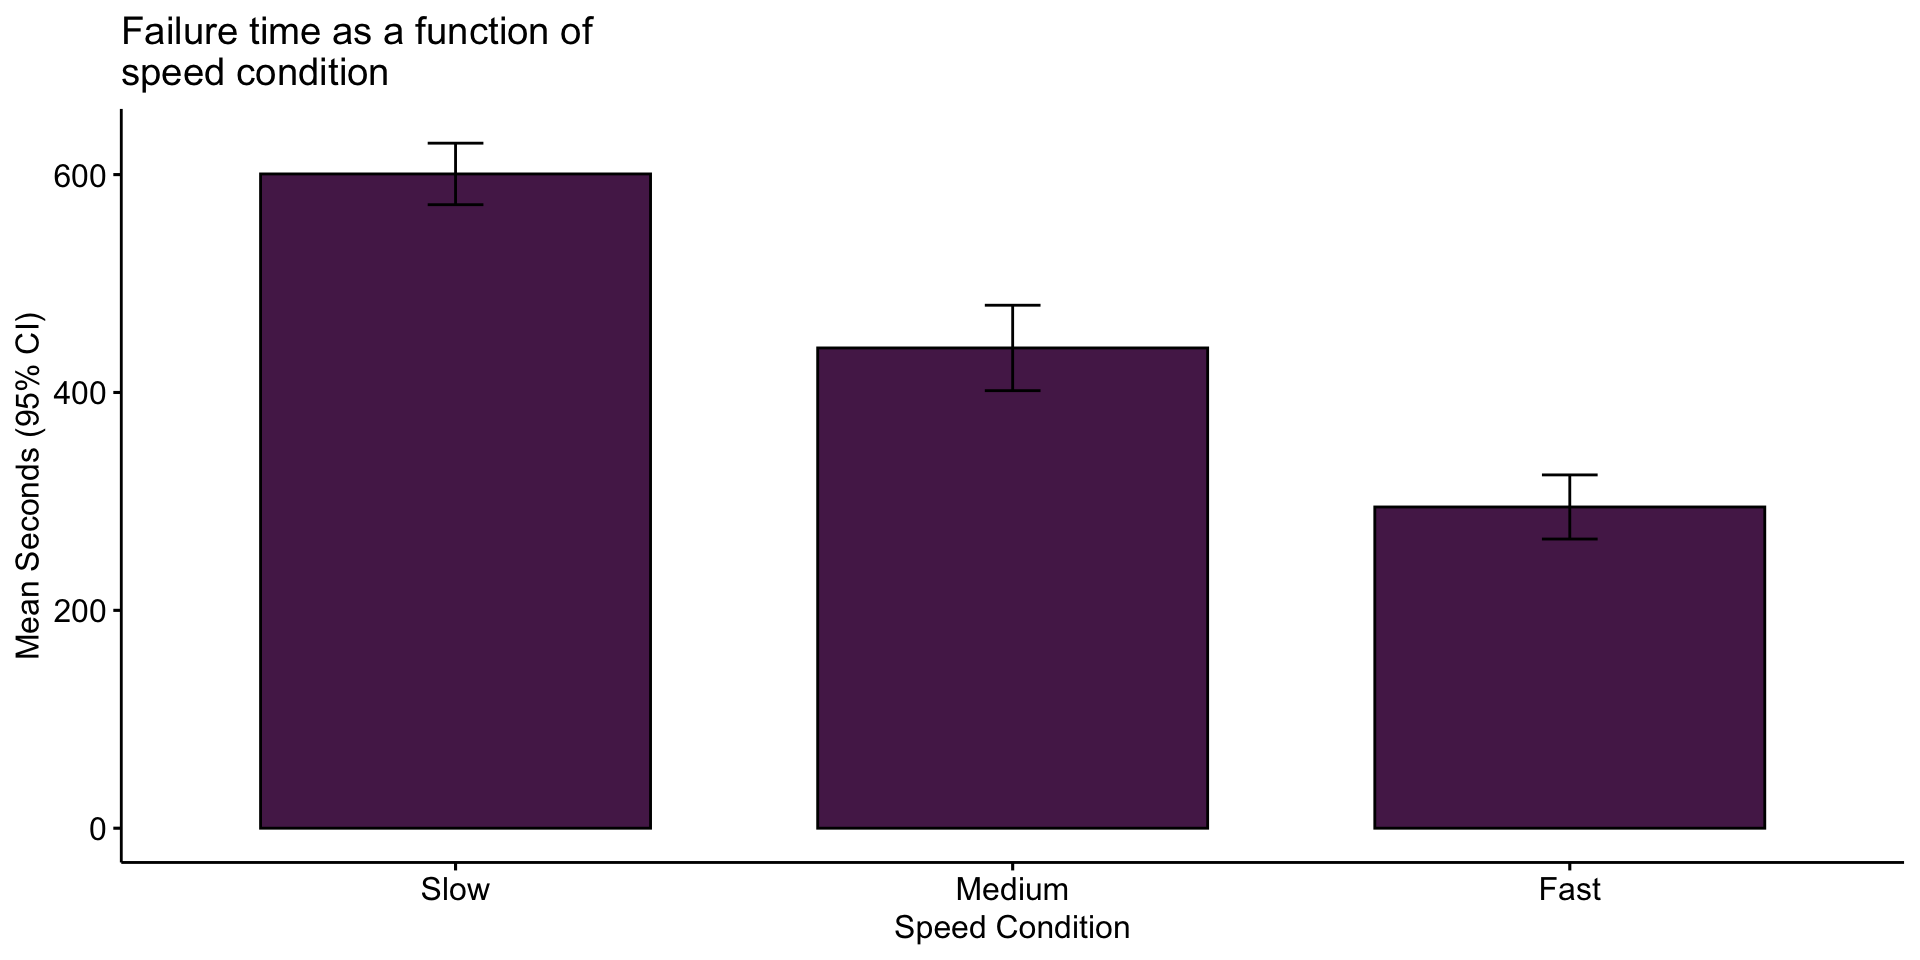 Failure time as a function of
speed condition
Mean Seconds (95% CI)
600
400
200
0
Slow
Medium
Fast
Speed Condition